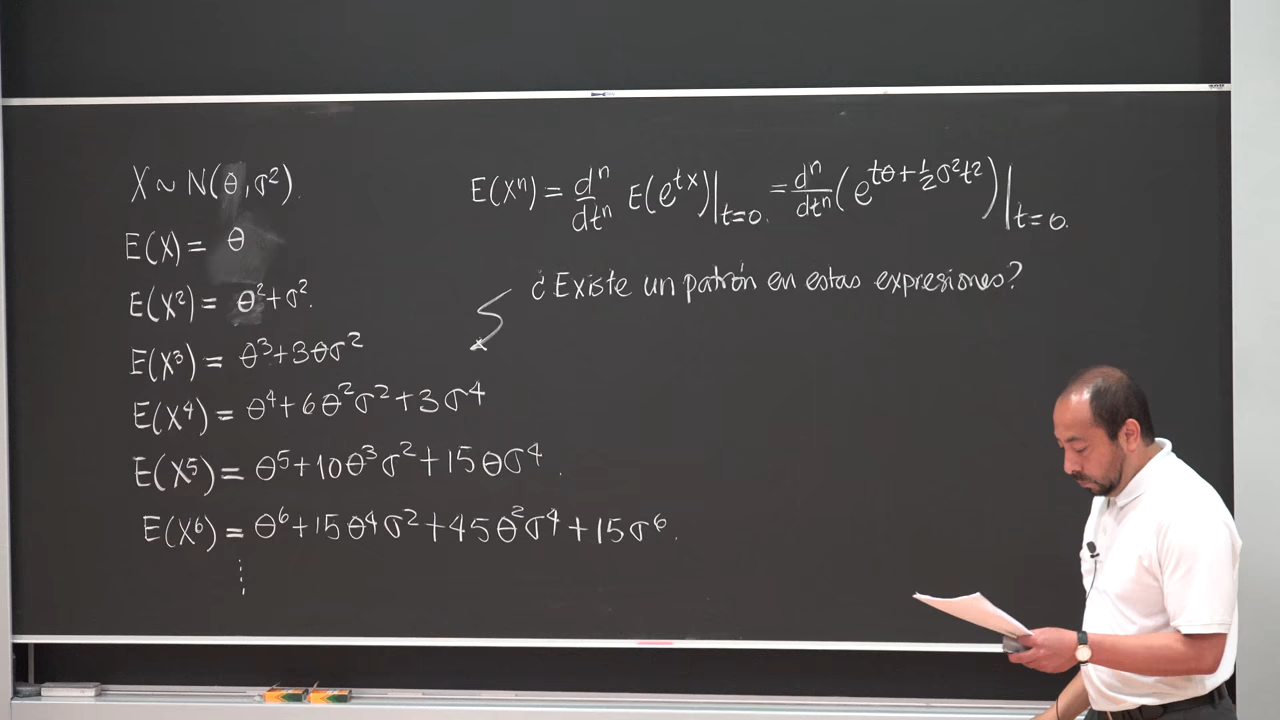 X ~ N(θ, σ²).
E(X) = θ
E(X²) = θ² + σ².
E(X³) = θ³ + 3θσ²
E(X⁴) = θ⁴ + 6θ²σ² + 3σ⁴
E(X⁵) = θ⁵ + 10θ³σ² + 15θσ⁴.
E(X⁶) = θ⁶ + 15θ⁴σ² + 45θ²σ⁴ + 15σ⁶.
⋮
E(Xⁿ) = dⁿ/dtⁿ E(e^{tX})|_{t=0.} = dⁿ/dtⁿ (e^{tθ + ½σ²t²})|_{t=0.}
¿Existe un patrón en estas expresiones?